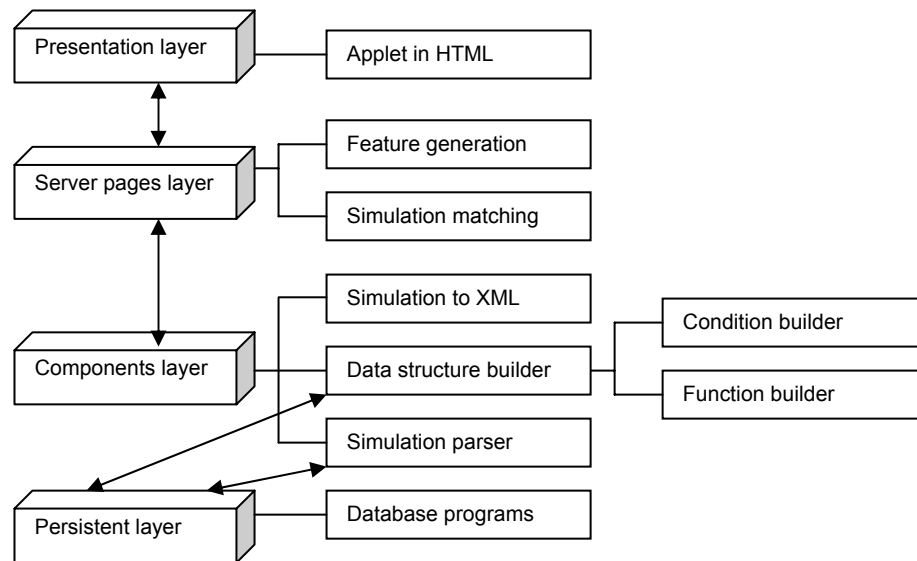 Presentation layer
Applet in HTML
Feature generation
Server pages layer
Simulation matching
Simulation to XML
Condition builder
Components layer
Data structure builder
Function builder
Simulation parser
Persistent layer
Database programs